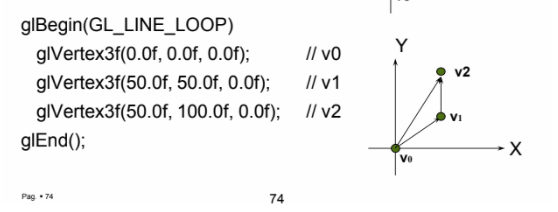 glBegin(GL_LINE_LOOP)
glVertex3f(0.0f, 0.0f, 0.0f); // v0
glVertex3f(50.0f, 50.0f, 0.0f); // v1
glVertex3f(50.0f, 100.0f, 0.0f); // v2
glEnd();
Y
v2
v1
v0
X
Pag. • 74
74